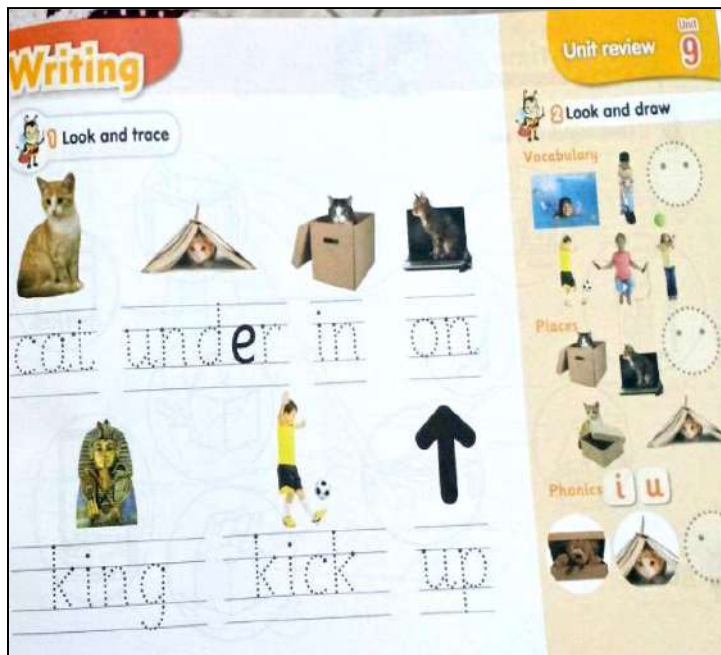 Writing
Unit review
Unit
9
1 Look and trace
2 Look and draw
Vocabulary
cat under in on
Places
Phonics i u
king kick up